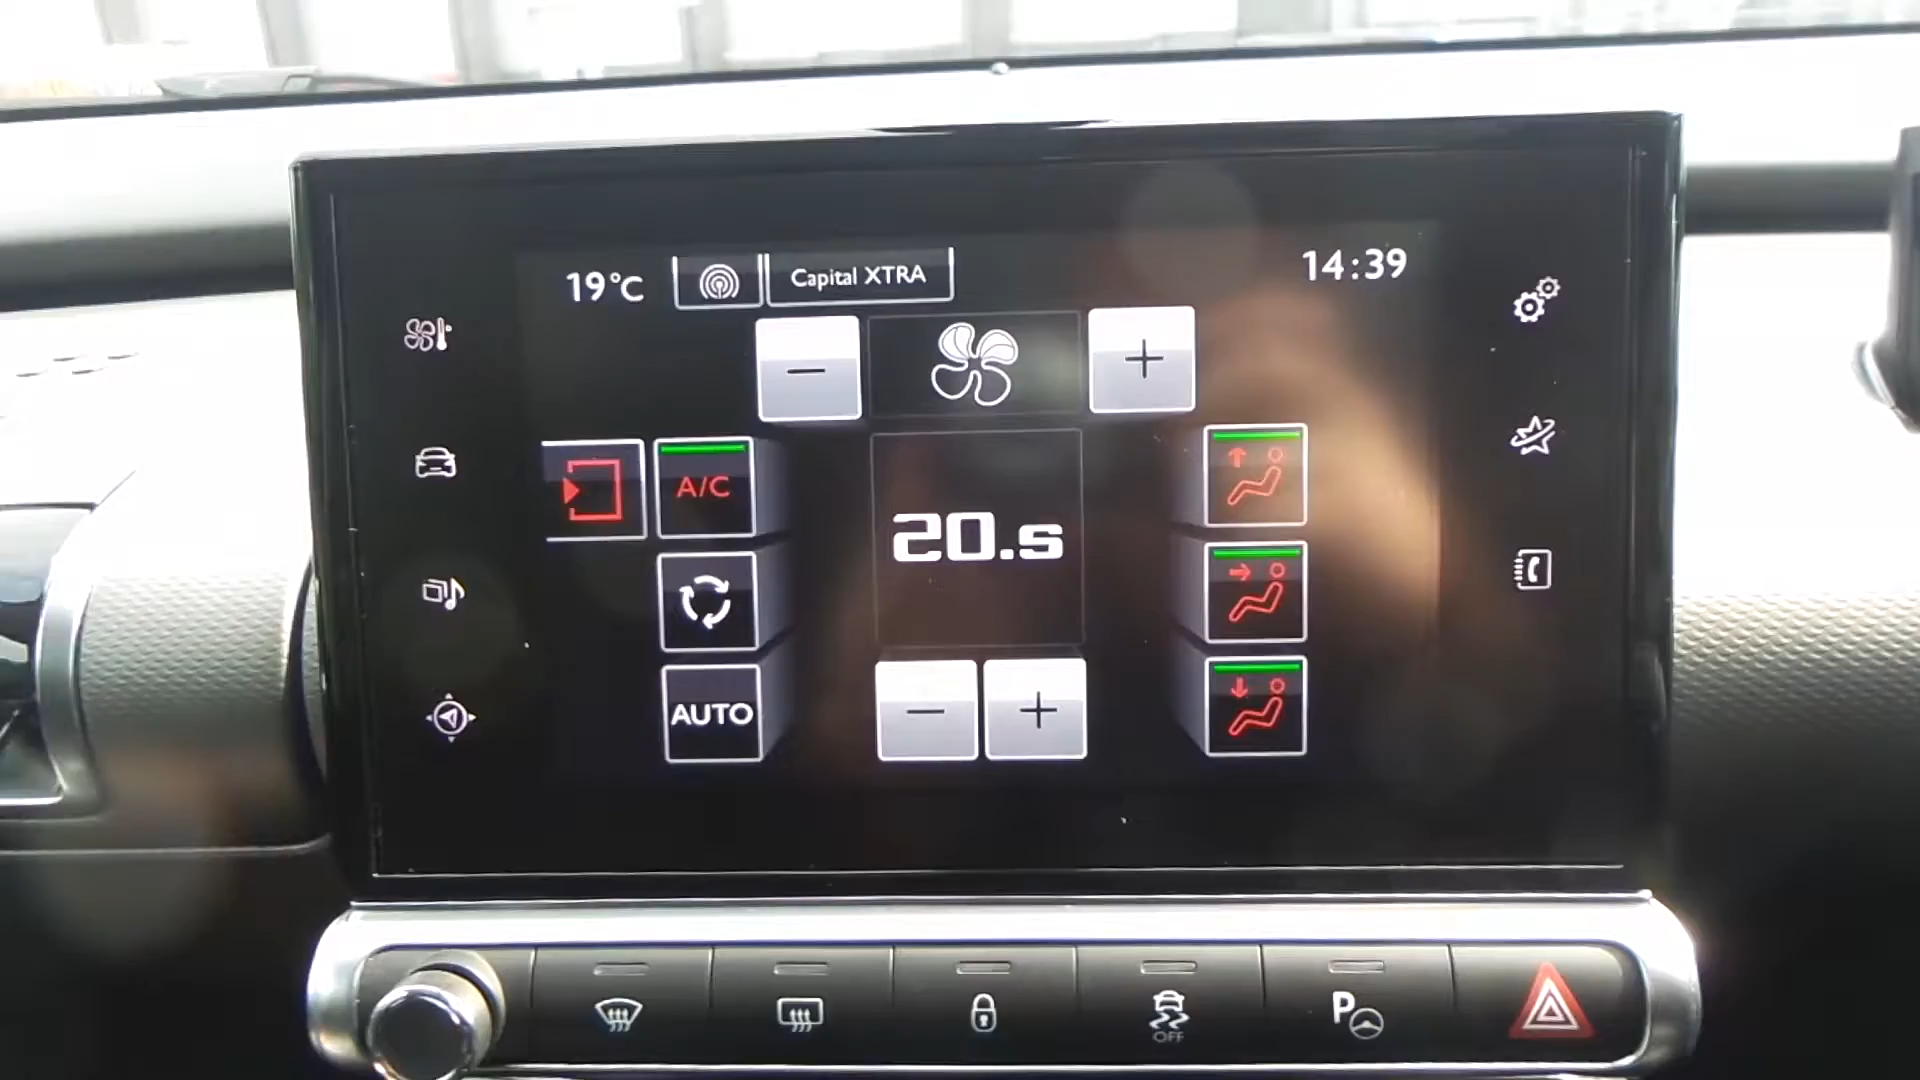 19°C
Capital XTRA
14:39
−
+
A/C
20.5
AUTO
−
+
OFF
P